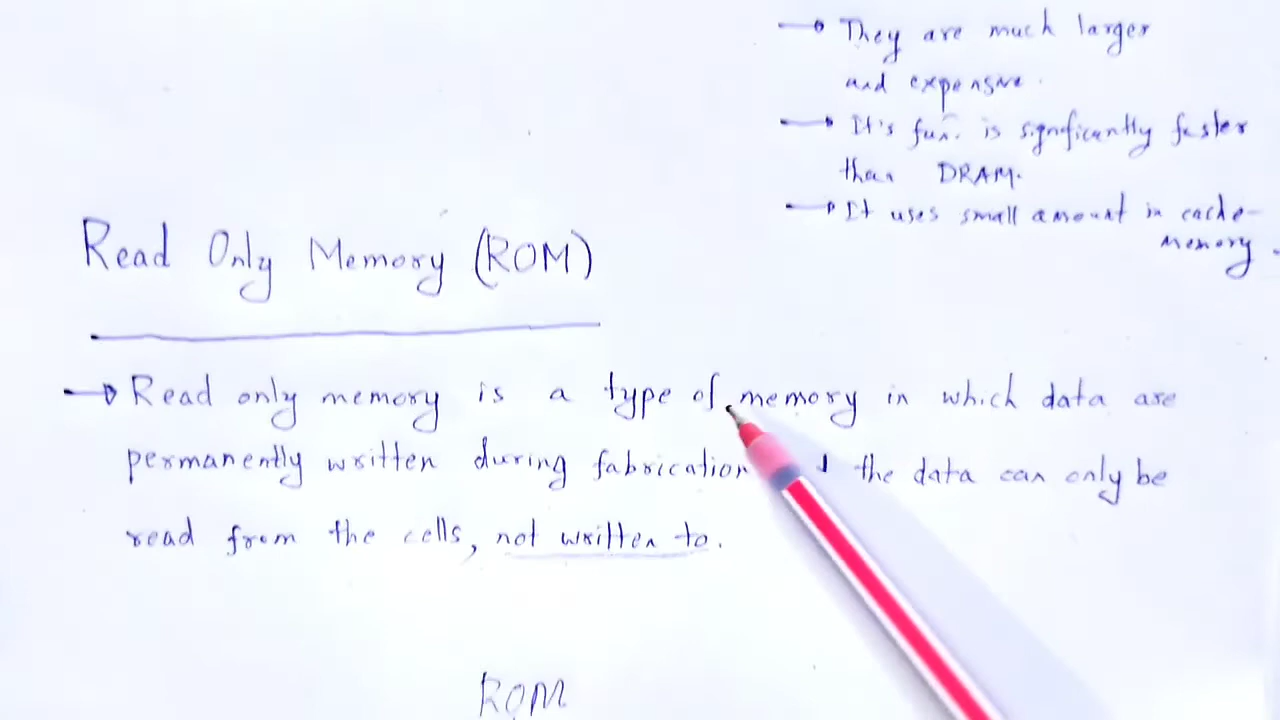 They are much larger
and expensive.
It's fun. is significantly faster
than DRAM.
It uses small amount in cache-
memory.
Read Only Memory (ROM)
Read only memory is a type of memory in which data are
permanently written during fabrication the data can only be
read from the cells, not written to.
ROM